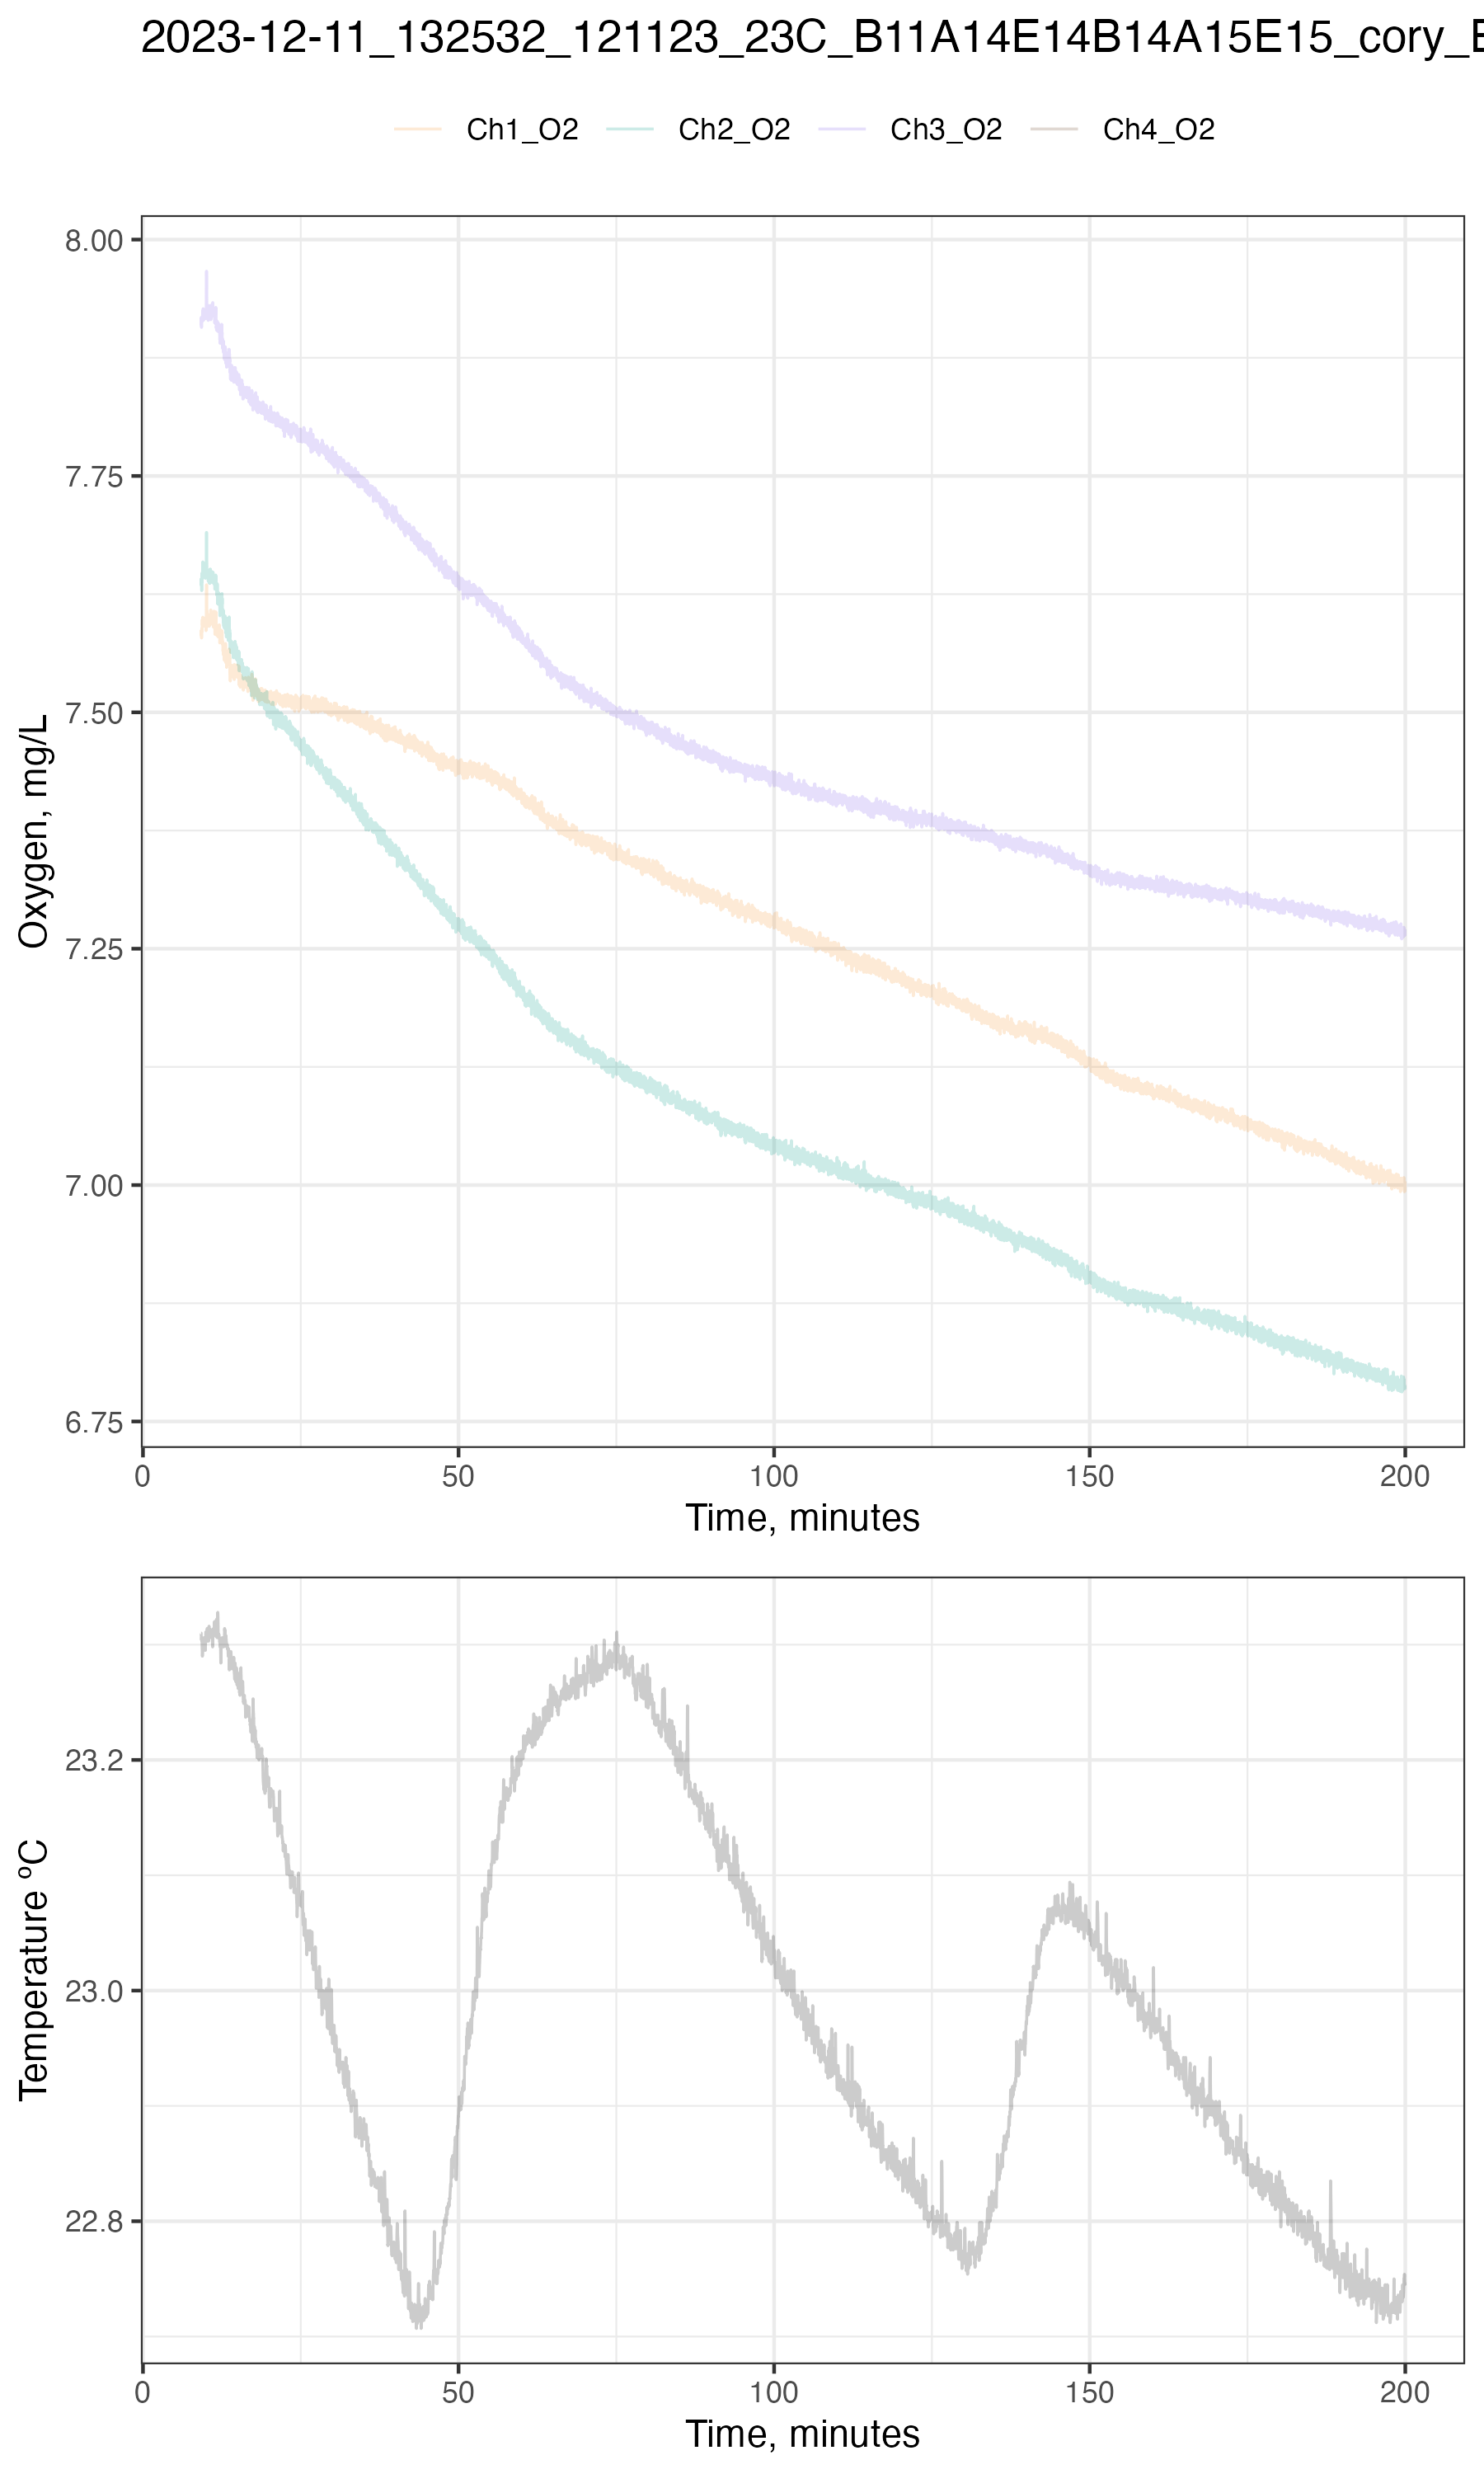 2023-12-11_132532_121123_23C_B11A14E14B14A15E15_cory_
Ch1_O2 Ch2_O2 Ch3_O2 Ch4_O2
8.00
7.75
7.50
7.25
7.00
6.75
Oxygen, mg/L
0 50 100 150 200
Time, minutes
23.2
23.0
22.8
Temperature ºC
0 50 100 150 200
Time, minutes